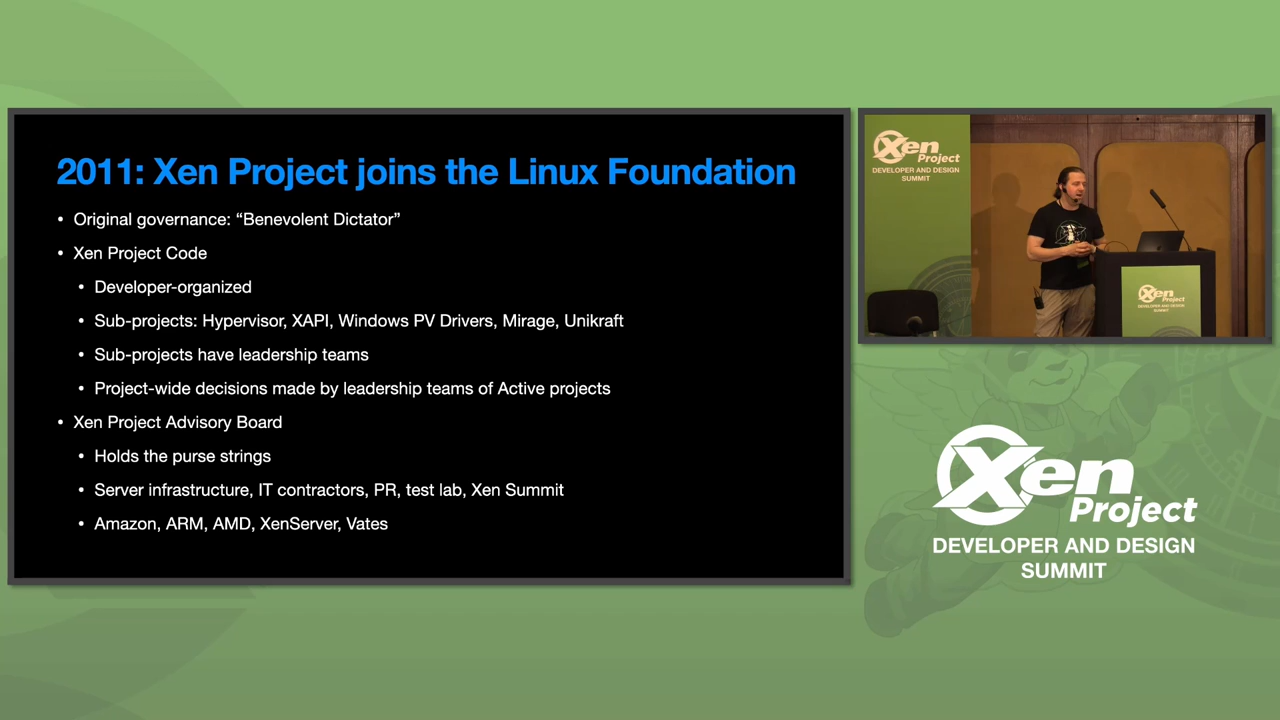 2011: Xen Project joins the Linux Foundation
• Original governance: “Benevolent Dictator”
• Xen Project Code
• Developer-organized
• Sub-projects: Hypervisor, XAPI, Windows PV Drivers, Mirage, Unikraft
• Sub-projects have leadership teams
• Project-wide decisions made by leadership teams of Active projects
• Xen Project Advisory Board
• Holds the purse strings
• Server infrastructure, IT contractors, PR, test lab, Xen Summit
• Amazon, ARM, AMD, XenServer, Vates
Xen
Project
DEVELOPER AND DESIGN
SUMMIT
Xen
Project
DEVELOPER AND DESIGN
SUMMIT
Xen
Project
DEVELOPER AND DESIGN
SUMMIT